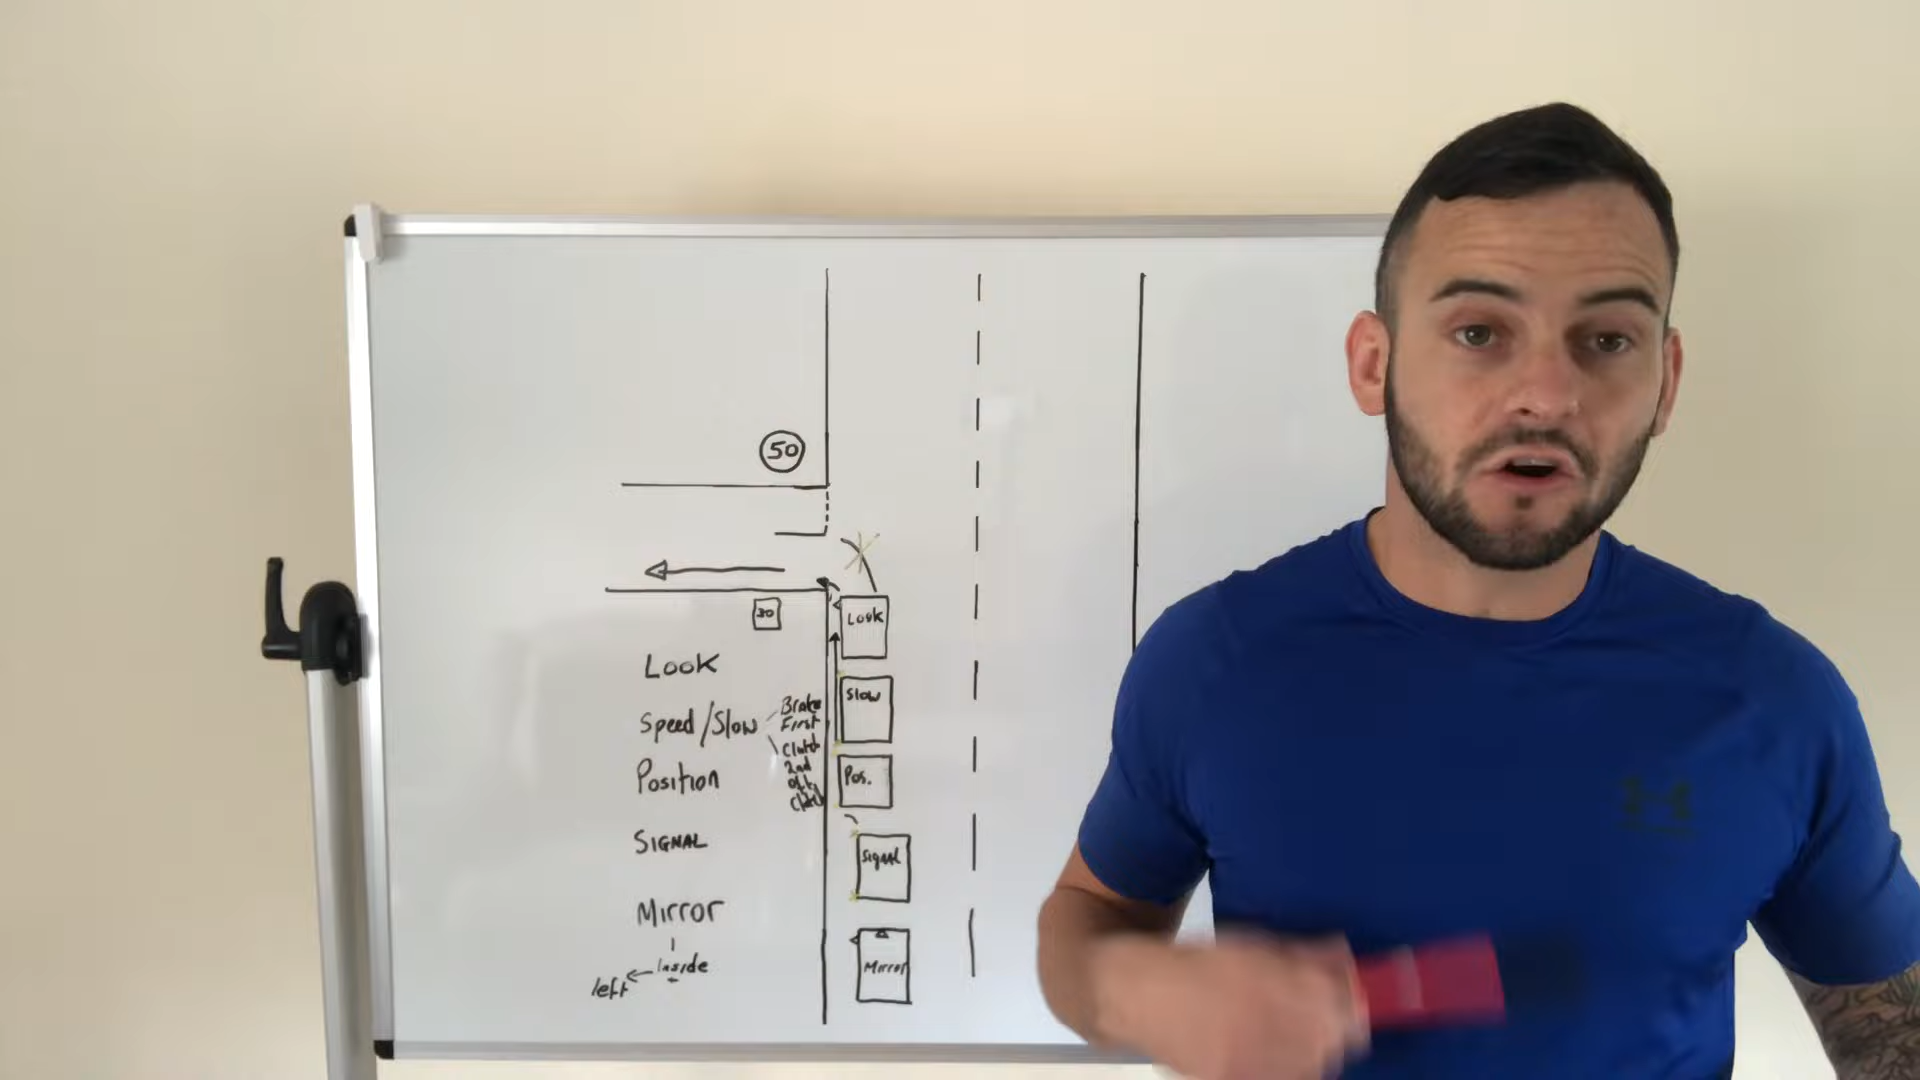 50
30
Look
Look
Speed/Slow
Brake
First
Clutch
2nd
Slow
Position
Pos.
SIGNAL
Signal
Mirror
Inside
left
Mirror